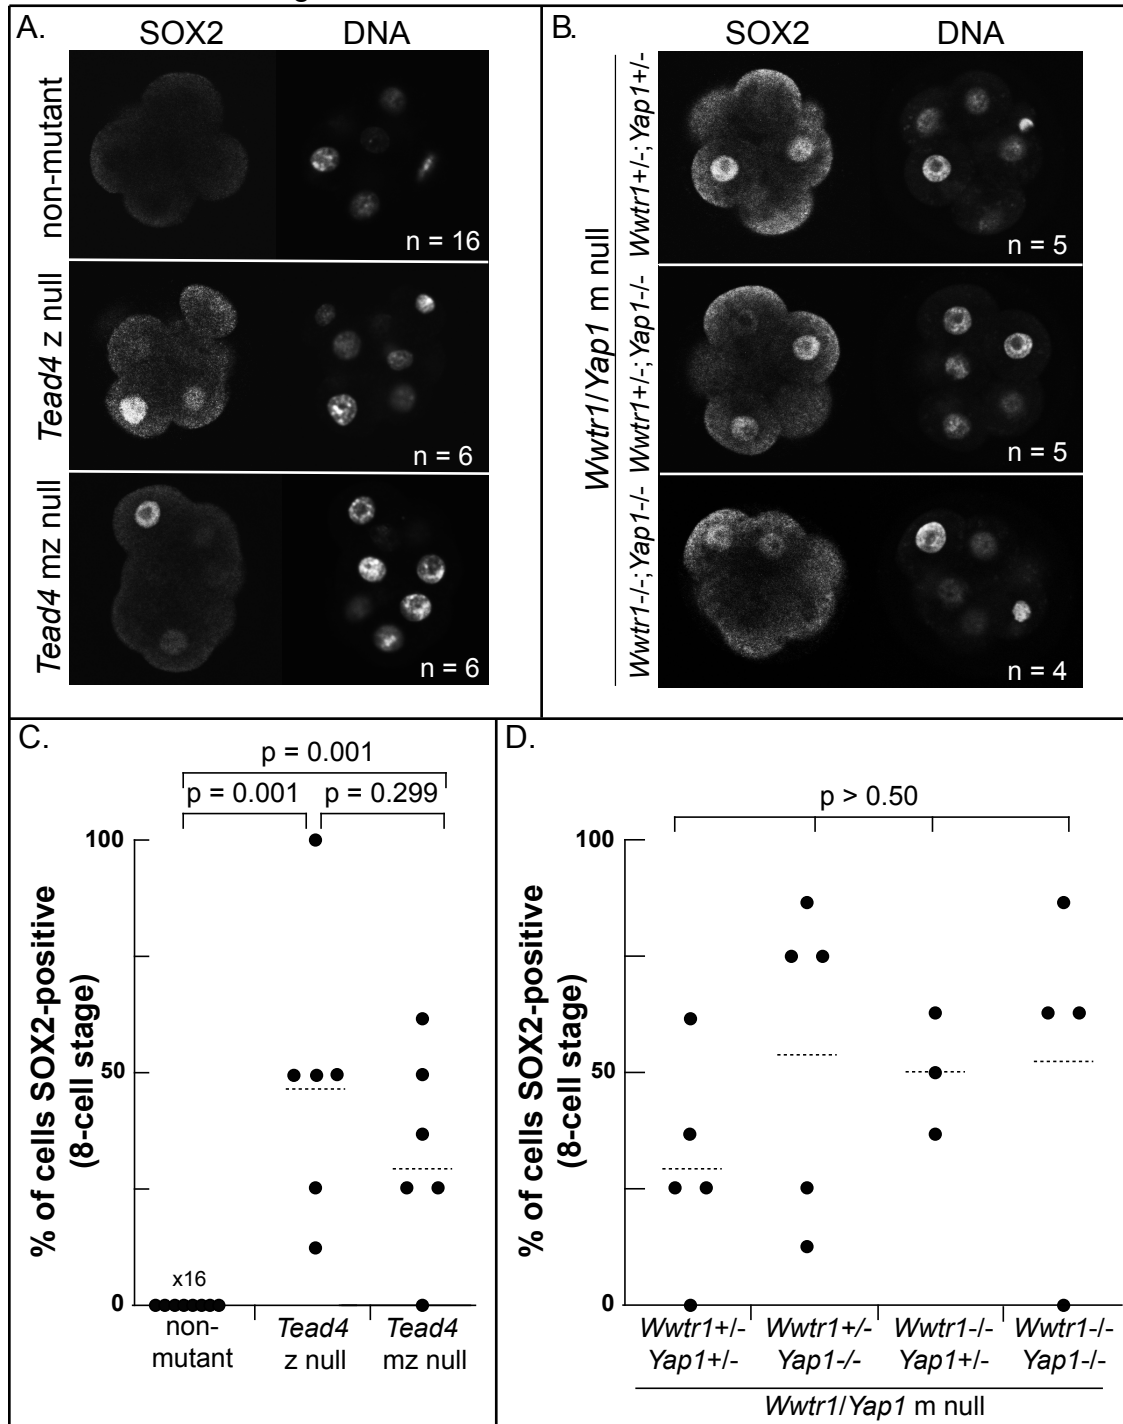 A.
SOX2 DNA
non-mutant
n = 16
Tead4 z null
n = 6
Tead4 mz null
n = 6
B.
SOX2 DNA
Wwtr1/Yap1 m null
Wwtr1+/-;Yap1+/-
n = 5
Wwtr1+/-;Yap1-/-
n = 5
Wwtr1-/-;Yap1-/-
n = 4
C.
p = 0.001
p = 0.001 p = 0.299
% of cells SOX2-positive
(8-cell stage)
100
50
0
x16
non-
mutant
Tead4
z null
Tead4
mz null
D.
p > 0.50
% of cells SOX2-positive
(8-cell stage)
100
50
0
Wwtr1+/-
Yap1+/-
Wwtr1+/-
Yap1-/-
Wwtr1-/-
Yap1+/-
Wwtr1-/-
Yap1-/-
Wwtr1/Yap1 m null